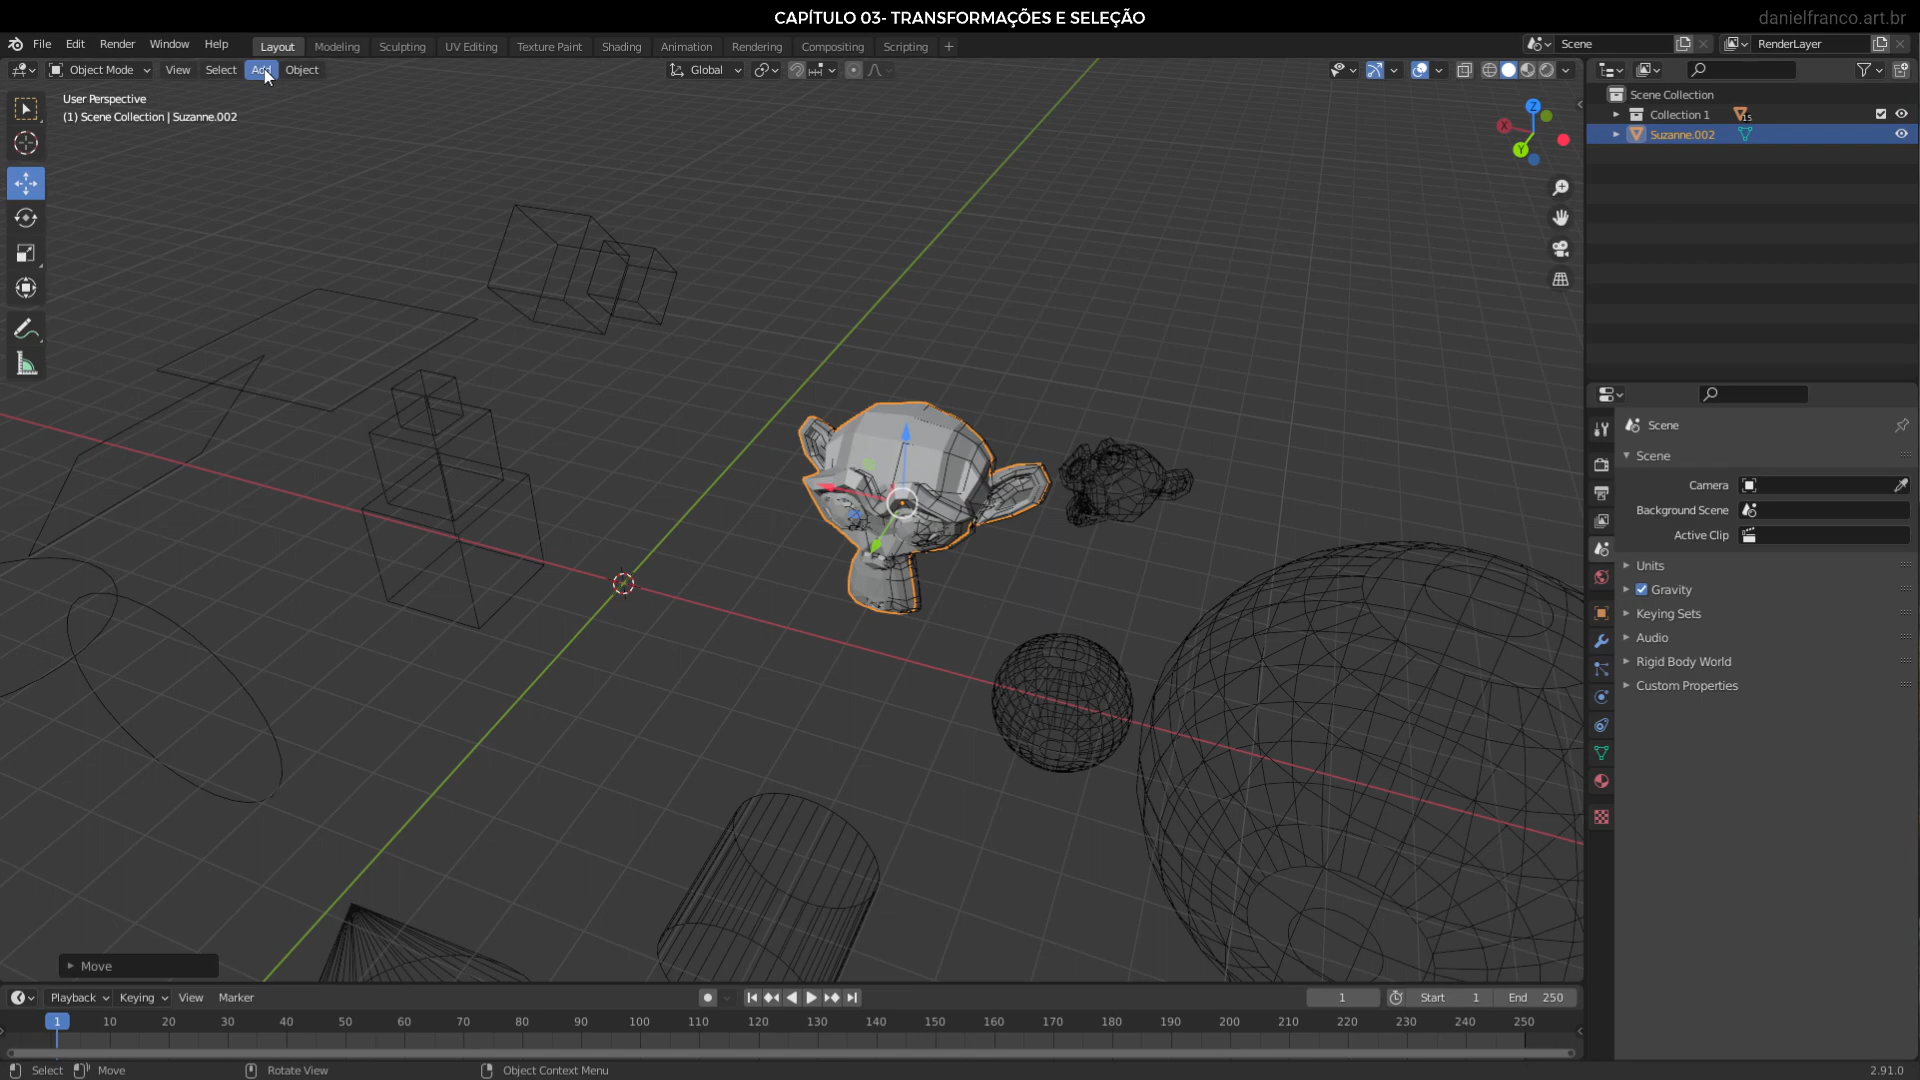 CAPÍTULO 03- TRANSFORMAÇÕES E SELEÇÃO
danielfranco.art.br
File Edit Render Window Help Layout Modeling Sculpting UV Editing Texture Paint Shading Animation Rendering Compositing Scripting + Scene RenderLayer
Object Mode View Select Add Object Global
User Perspective
(1) Scene Collection | Suzanne.002
Z
X
Y
Scene Collection
Collection 1 15
Suzanne.002
Scene
Scene
Camera
Background Scene
Active Clip
Units
Gravity
Keying Sets
Audio
Rigid Body World
Custom Properties
Move
Playback Keying View Marker 1 Start 1 End 250
1 10 20 30 40 50 60 70 80 90 100 110 120 130 140 150 160 170 180 190 200 210 220 230 240 250
Select Move Rotate View Object Context Menu 2.91.0